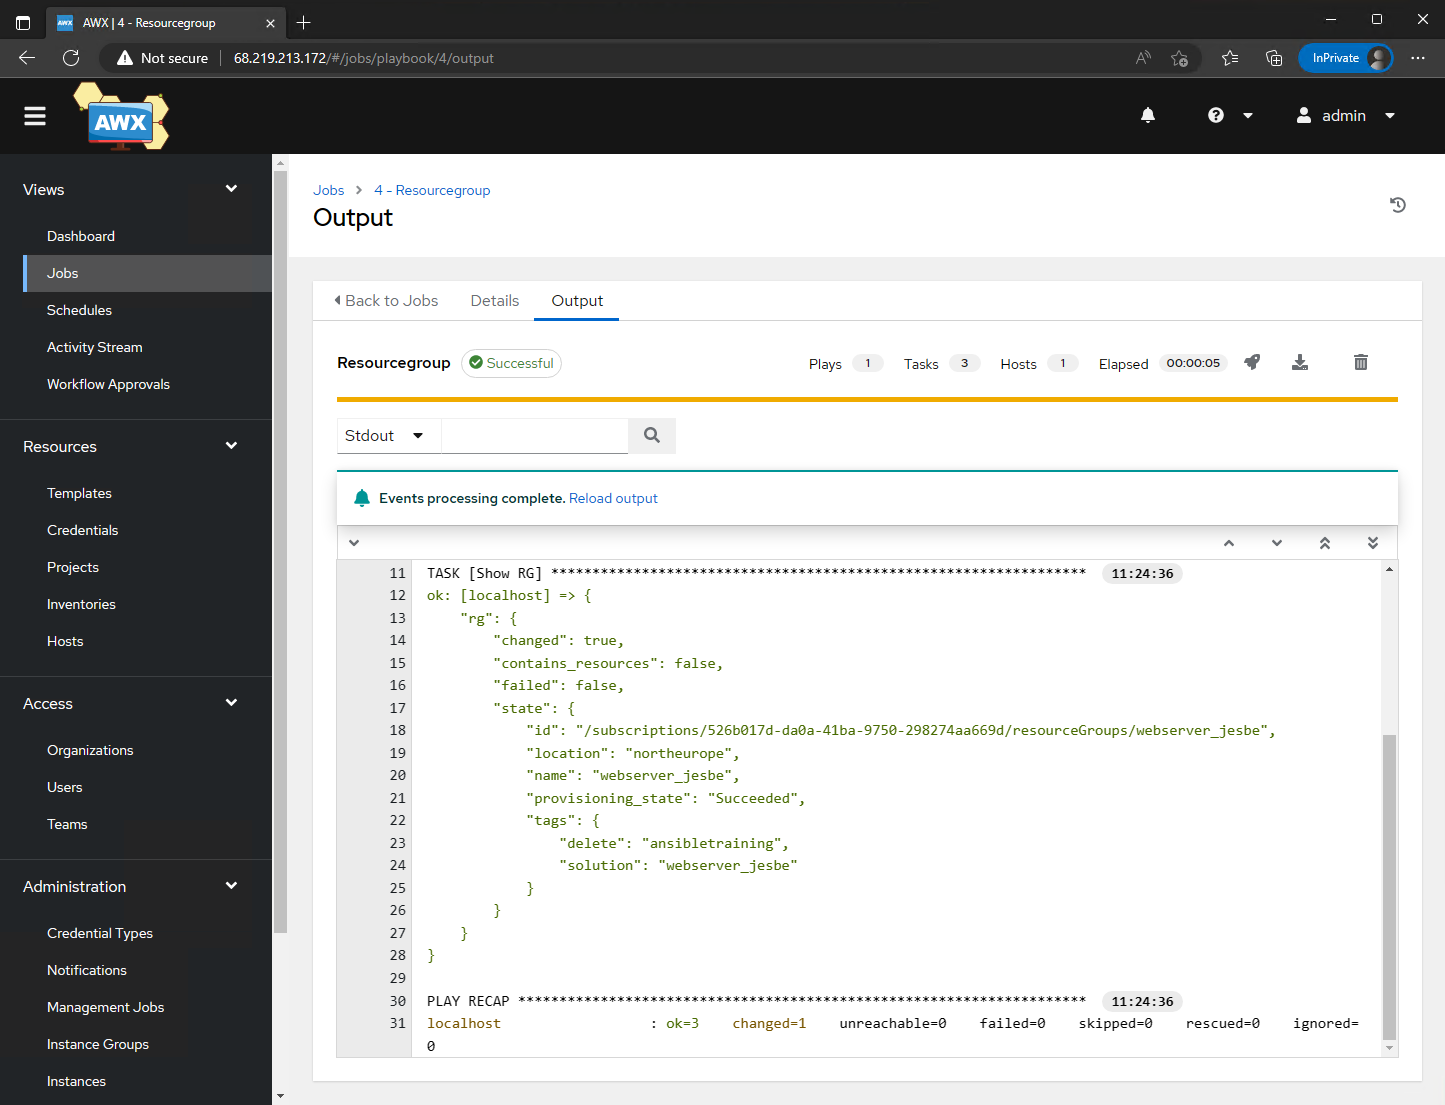 AWX | 4 - Resourcegroup
Not secure
68.219.213.172/#/jobs/playbook/4/output
InPrivate
AWX
admin
Views
Dashboard
Jobs
Schedules
Activity Stream
Workflow Approvals
Resources
Templates
Credentials
Projects
Inventories
Hosts
Access
Organizations
Users
Teams
Administration
Credential Types
Notifications
Management Jobs
Instance Groups
Instances
Jobs > 4 - Resourcegroup
Output
Back to Jobs Details Output
Resourcegroup Successful Plays 1 Tasks 3 Hosts 1 Elapsed 00:00:05
Stdout
Events processing complete. Reload output
11 TASK [Show RG] ***************************************************************** 11:24:36
12 ok: [localhost] => {
13     "rg": {
14         "changed": true,
15         "contains_resources": false,
16         "failed": false,
17         "state": {
18             "id": "/subscriptions/526b017d-da0a-41ba-9750-298274aa669d/resourceGroups/webserver_jesbe",
19             "location": "northeurope",
20             "name": "webserver_jesbe",
21             "provisioning_state": "Succeeded",
22             "tags": {
23                 "delete": "ansibletraining",
24                 "solution": "webserver_jesbe"
25             }
26         }
27     }
28 }
29
30 PLAY RECAP ********************************************************************* 11:24:36
31 localhost                  : ok=3    changed=1    unreachable=0    failed=0    skipped=0    rescued=0    ignored=
0